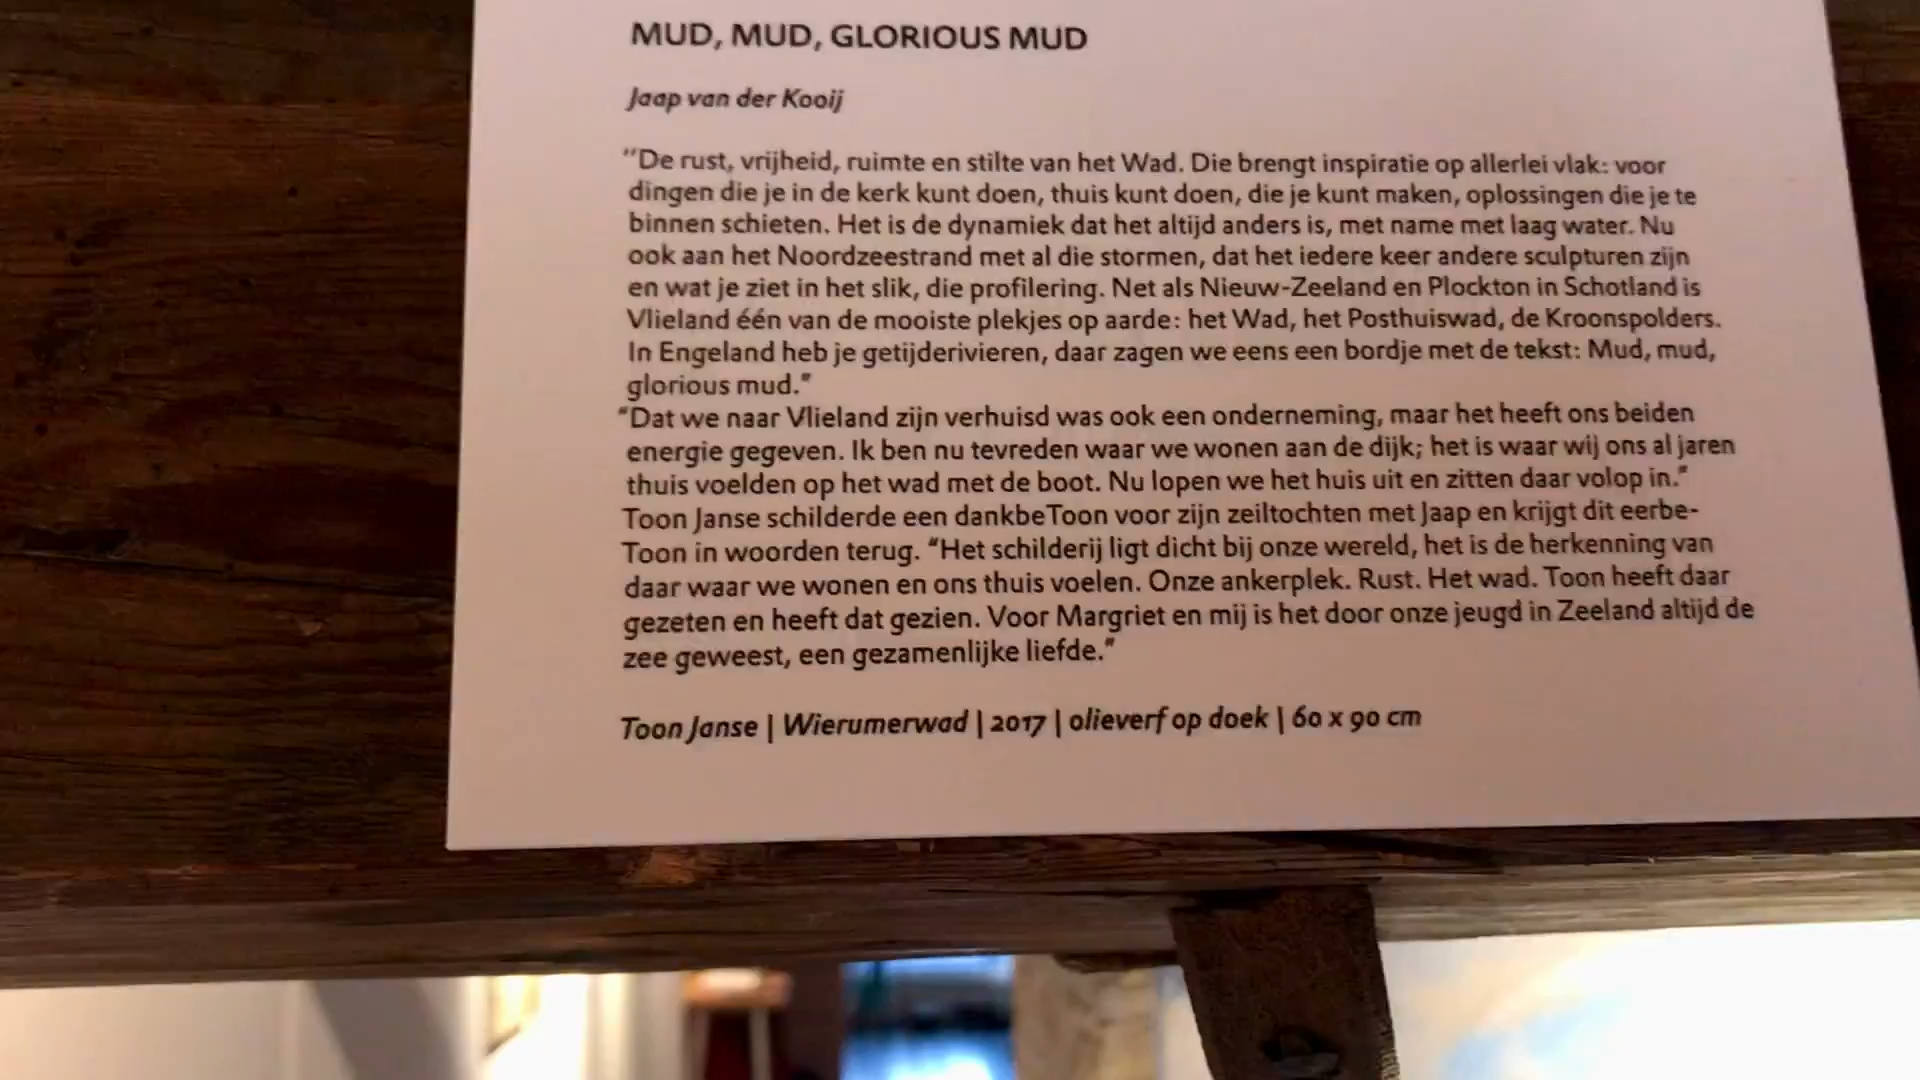 MUD, MUD, GLORIOUS MUD
Jaap van der Kooij
"De rust, vrijheid, ruimte en stilte van het Wad. Die brengt inspiratie op allerlei vlak: voor
dingen die je in de kerk kunt doen, thuis kunt doen, die je kunt maken, oplossingen die je te
binnen schieten. Het is de dynamiek dat het altijd anders is, met name met laag water. Nu
ook aan het Noordzeestrand met al die stormen, dat het iedere keer andere sculpturen zijn
en wat je ziet in het slik, die profilering. Net als Nieuw-Zeeland en Plockton in Schotland is
Vlieland één van de mooiste plekjes op aarde: het Wad, het Posthuiswad, de Kroonspolders.
In Engeland heb je getijderivieren, daar zagen we eens een bordje met de tekst: Mud, mud,
glorious mud."
"Dat we naar Vlieland zijn verhuisd was ook een onderneming, maar het heeft ons beiden
energie gegeven. Ik ben nu tevreden waar we wonen aan de dijk; het is waar wij ons al jaren
thuis voelden op het wad met de boot. Nu lopen we het huis uit en zitten daar volop in."
Toon Janse schilderde een dankbeToon voor zijn zeiltochten met Jaap en krijgt dit eerbe-
Toon in woorden terug. "Het schilderij ligt dicht bij onze wereld, het is de herkenning van
daar waar we wonen en ons thuis voelen. Onze ankerplek. Rust. Het wad. Toon heeft daar
gezeten en heeft dat gezien. Voor Margriet en mij is het door onze jeugd in Zeeland altijd de
zee geweest, een gezamenlijke liefde."
Toon Janse | Wierumerwad | 2017 | olieverf op doek | 60 x 90 cm